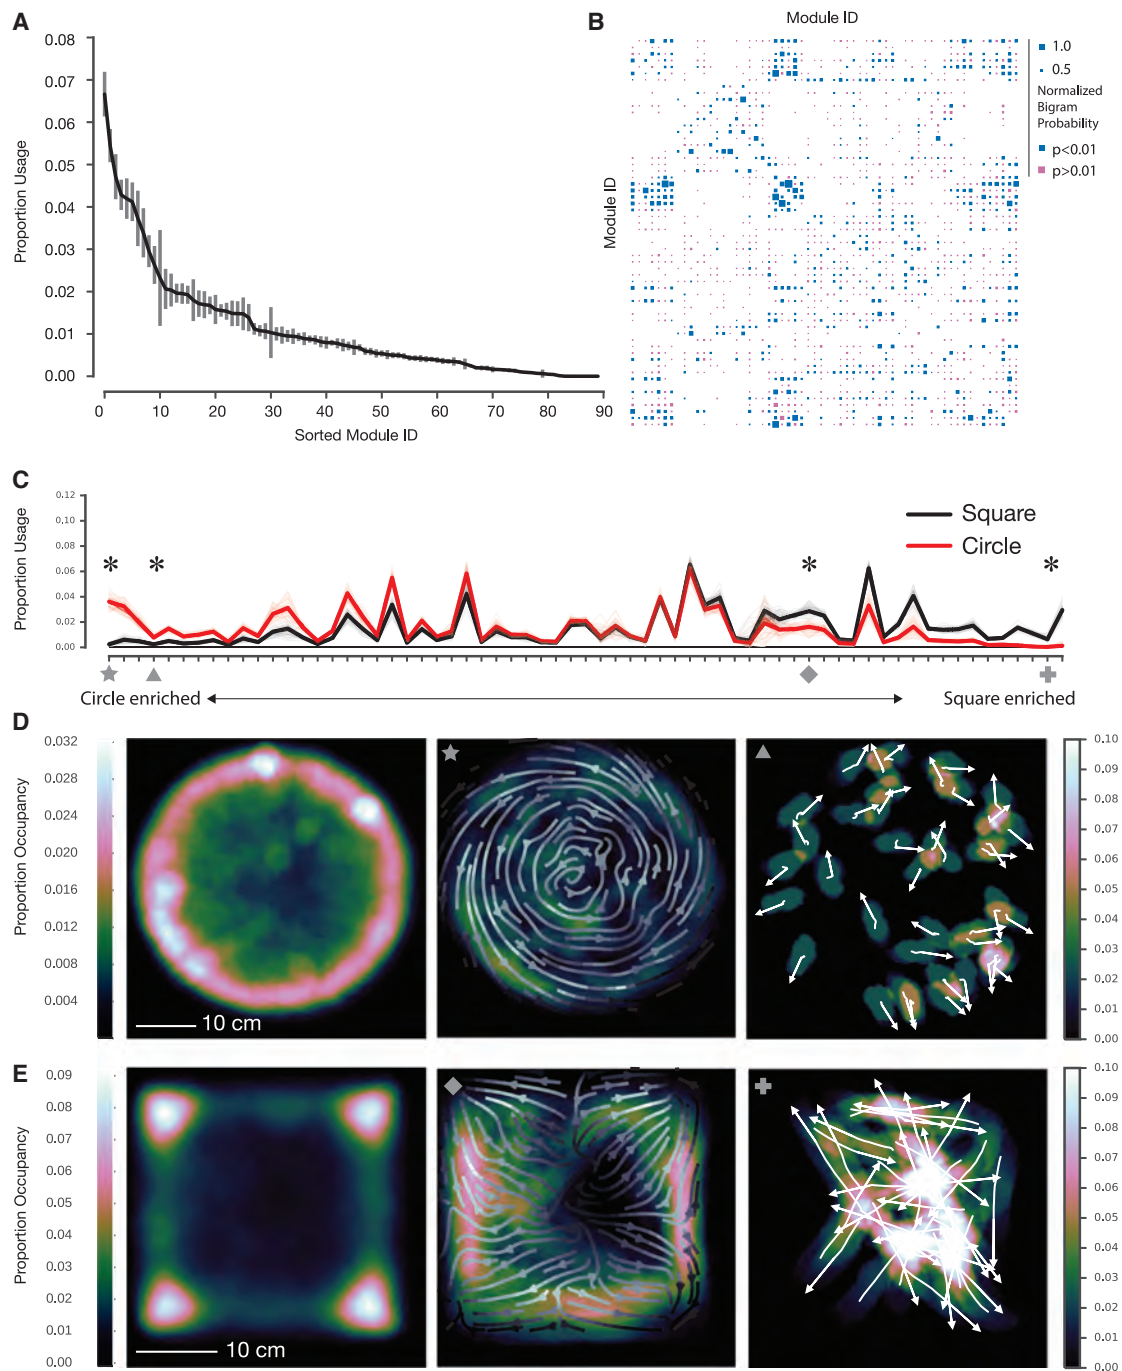 A
0.08
0.07
0.06
0.05
0.04
0.03
0.02
0.01
0.00
Proportion Usage
0 10 20 30 40 50 60 70 80 90
Sorted Module ID
B
Module ID
Module ID
1.0
0.5
Normalized
Bigram
Probability
p<0.01
p>0.01
C
Proportion Usage
0.12
0.10
0.08
0.06
0.04
0.02
0.00
* * * *
Square
Circle
Circle enriched
Square enriched
D
Proportion Occupancy
0.032
0.028
0.024
0.020
0.016
0.012
0.008
0.004
10 cm
0.10
0.09
0.08
0.07
0.06
0.05
0.04
0.03
0.02
0.01
0.00
E
Proportion Occupancy
0.09
0.08
0.07
0.06
0.05
0.04
0.03
0.02
0.01
0.00
10 cm
0.10
0.09
0.08
0.07
0.06
0.05
0.04
0.03
0.02
0.01
0.00